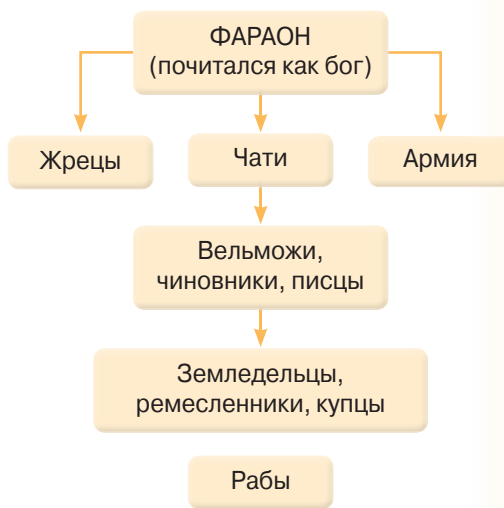 ФАРАОН
(почитался как бог)
Жрецы
Чати
Армия
Вельможи,
чиновники, писцы
Земледельцы,
ремесленники, купцы
Рабы